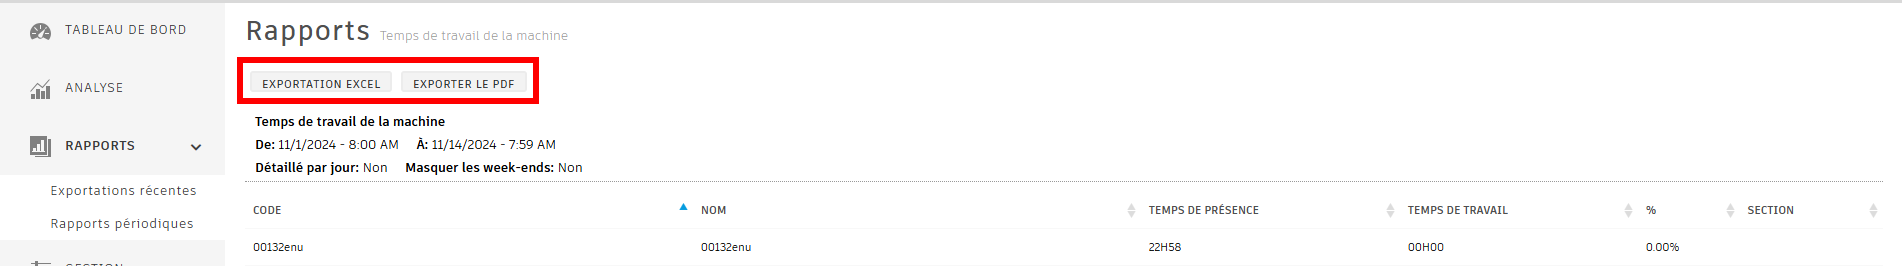 TABLEAU DE BORD
ANALYSE
RAPPORTS
Exportations récentes
Rapports périodiques
Rapports Temps de travail de la machine
EXPORTATION EXCEL EXPORTER LE PDF
Temps de travail de la machine
De: 11/1/2024 - 8:00 AM À: 11/14/2024 - 7:59 AM
Détaillé par jour: Non Masquer les week-ends: Non
CODE NOM TEMPS DE PRÉSENCE TEMPS DE TRAVAIL % SECTION
00132enu 00132enu 22H58 00H00 0.00%